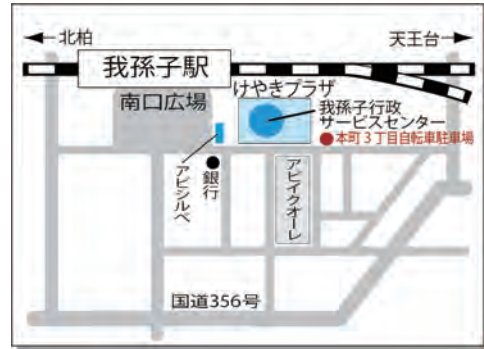 北柏
天王台
我孫子駅
けやきプラザ
南口広場
我孫子行政
サービスセンター
本町3丁目自転車駐車場
アビシルベ
銀行
アビイクオーレ
国道356号